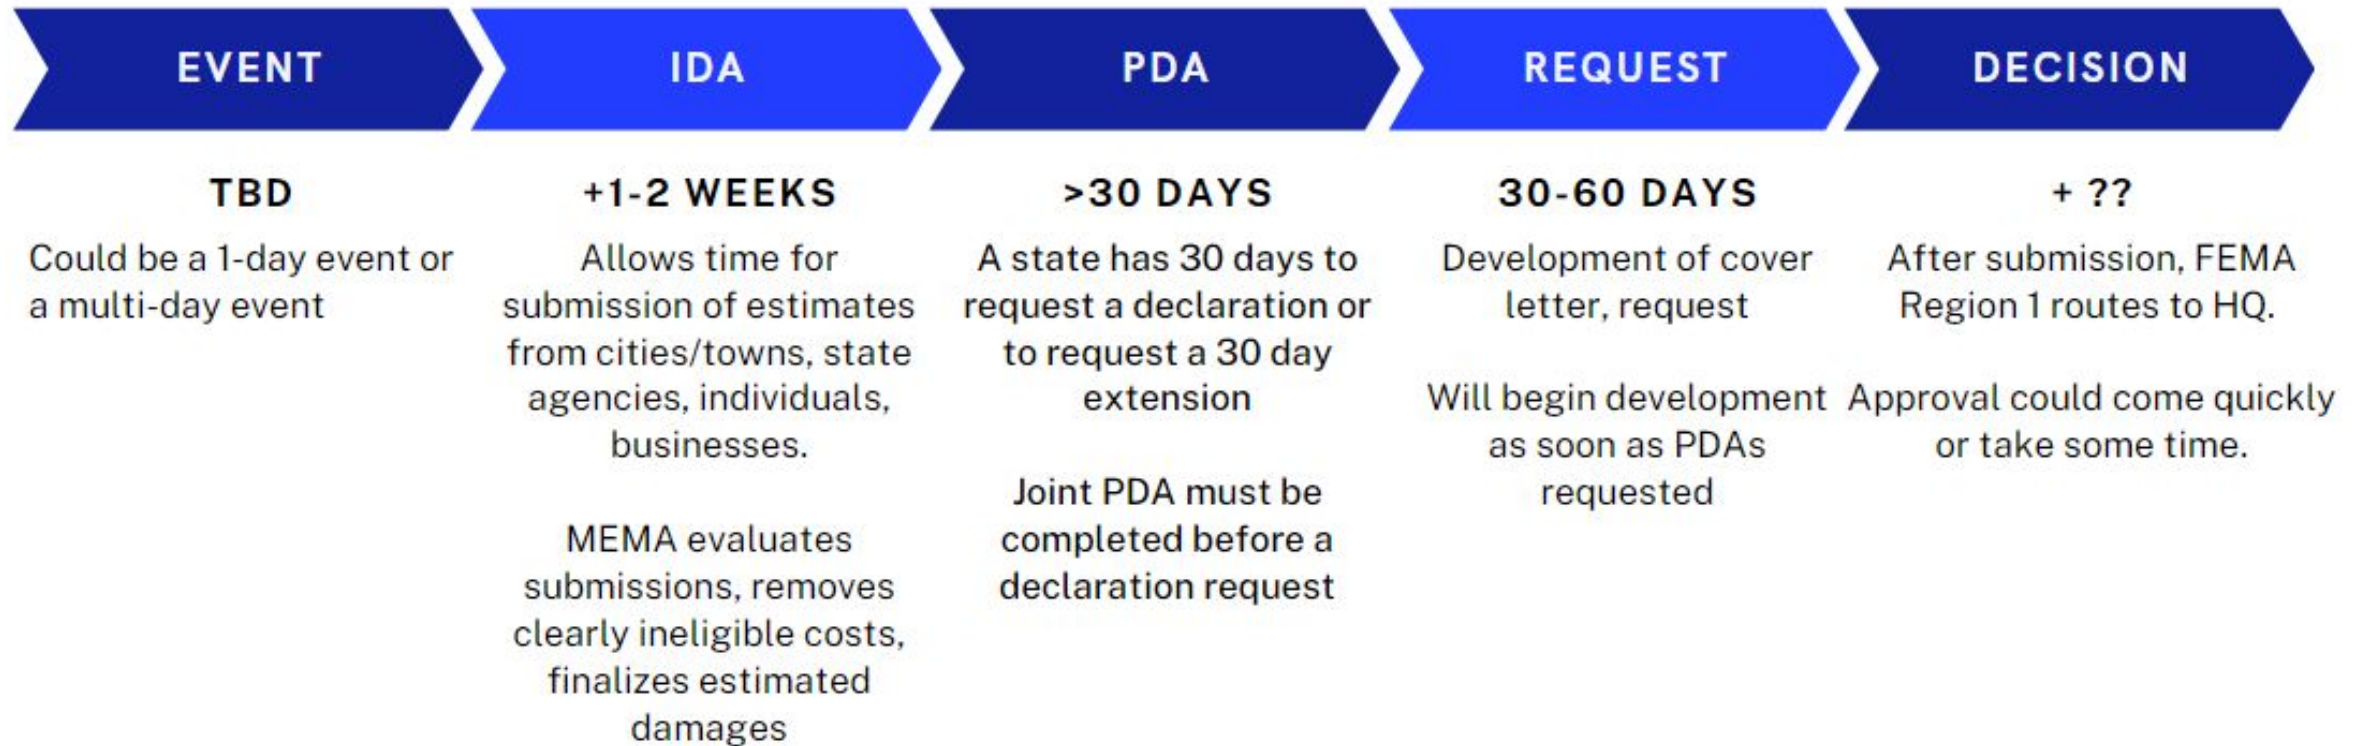 EVENT
IDA
PDA
REQUEST
DECISION
TBD
Could be a 1-day event or
a multi-day event
+1-2 WEEKS
Allows time for
submission of estimates
from cities/towns, state
agencies, individuals,
businesses.
MEMA evaluates
submissions, removes
clearly ineligible costs,
finalizes estimated
damages
>30 DAYS
A state has 30 days to
request a declaration or
to request a 30 day
extension
Joint PDA must be
completed before a
declaration request
30-60 DAYS
Development of cover
letter, request
Will begin development
as soon as PDAs
requested
+ ??
After submission, FEMA
Region 1 routes to HQ.
Approval could come quickly
or take some time.